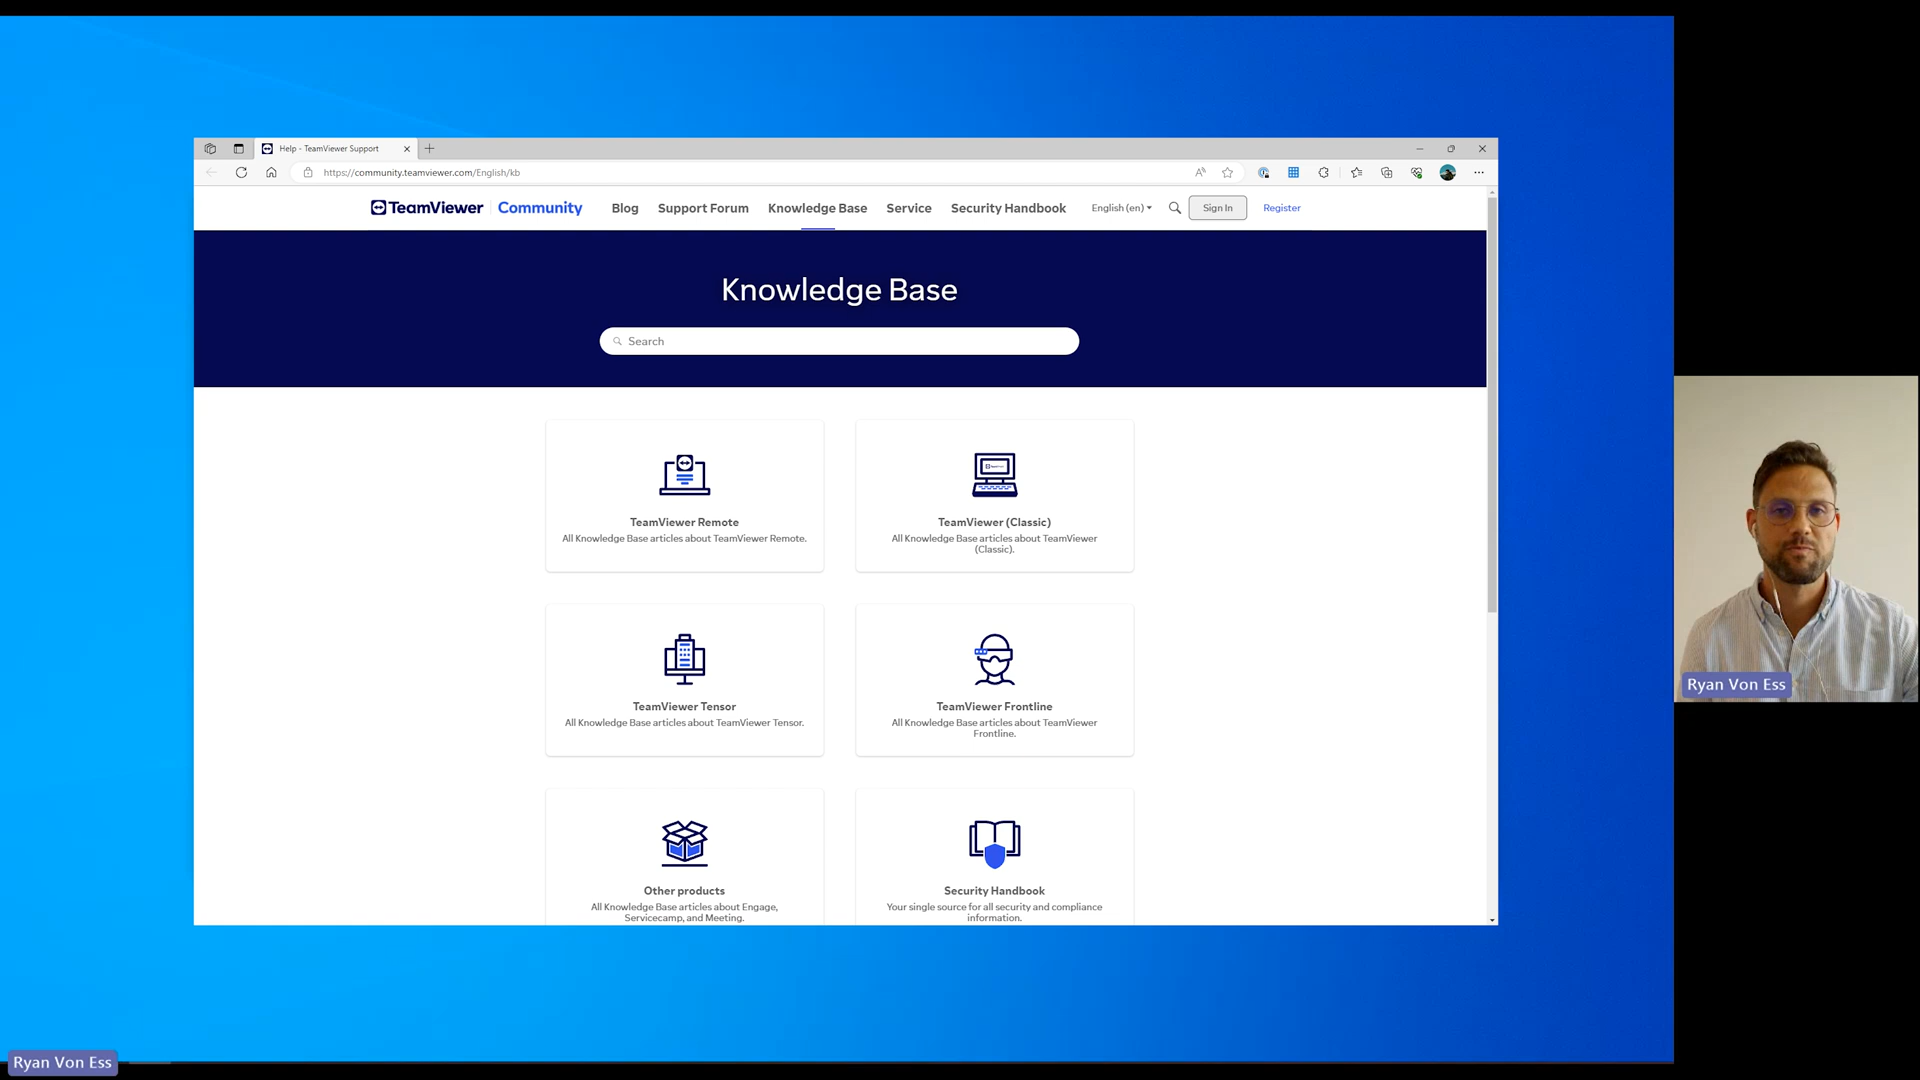 Help - TeamViewer Support
https://community.teamviewer.com/English/kb
TeamViewer Community
Blog
Support Forum
Knowledge Base
Service
Security Handbook
English (en)
Sign In
Register
Knowledge Base
Search
TeamViewer Remote
All Knowledge Base articles about TeamViewer Remote.
TeamViewer (Classic)
All Knowledge Base articles about TeamViewer
(Classic).
TeamViewer Tensor
All Knowledge Base articles about TeamViewer Tensor.
TeamViewer Frontline
All Knowledge Base articles about TeamViewer
Frontline.
Other products
All Knowledge Base articles about Engage,
Servicecamp, and Meeting.
Security Handbook
Your single source for all security and compliance
information.
Ryan Von Ess
Ryan Von Ess